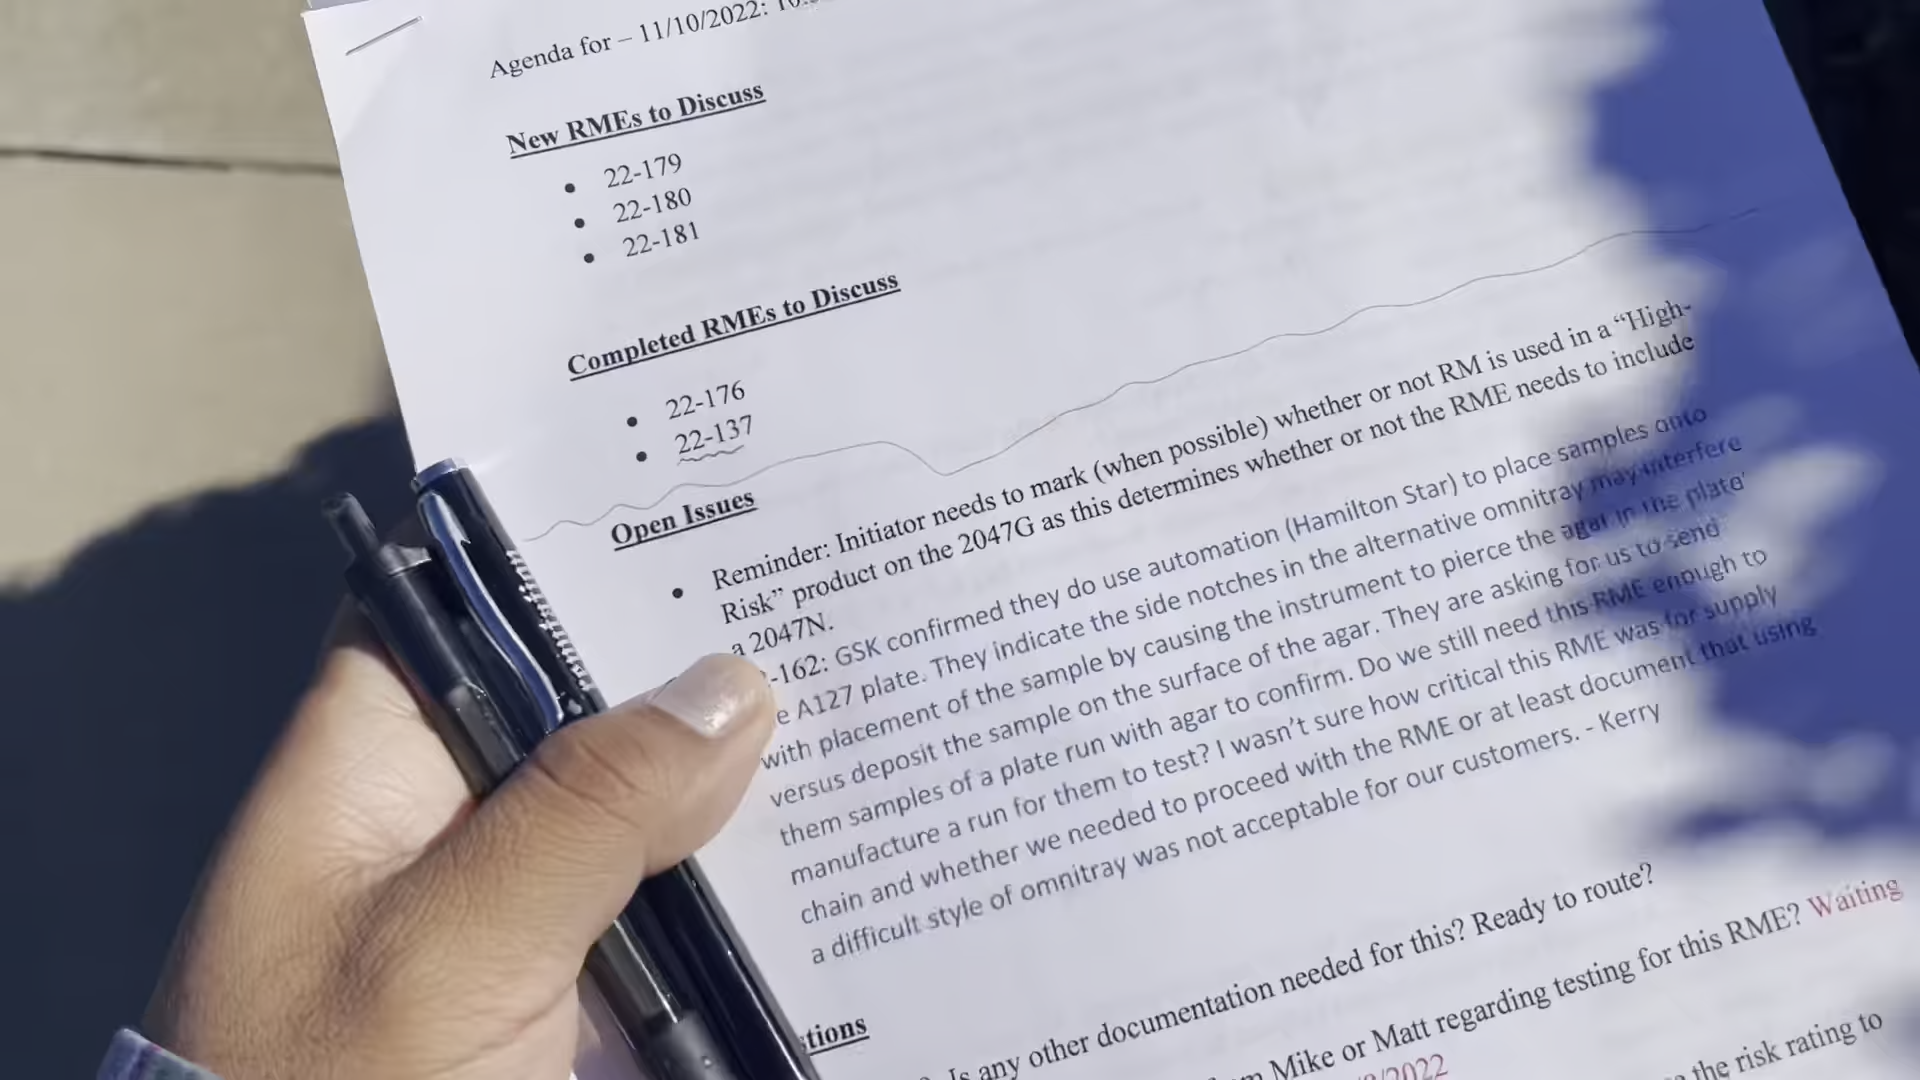 Agenda for – 11/10/2022:
New RMEs to Discuss
• 22-179
• 22-180
• 22-181
Completed RMEs to Discuss
• 22-176
• 22-137
Open Issues
• Reminder: Initiator needs to mark (when possible) whether or not RM is used in a “High-
Risk” product on the 2047G as this determines whether or not the RME needs to include
a 2047N.
-162: GSK confirmed they do use automation (Hamilton Star) to place samples onto
e A127 plate. They indicate the side notches in the alternative omnitray may interfere
with placement of the sample by causing the instrument to pierce the agar in the plate
versus deposit the sample on the surface of the agar. They are asking for us to send
them samples of a plate run with agar to confirm. Do we still need this RME enough to
manufacture a run for them to test? I wasn’t sure how critical this RME was for supply
chain and whether we needed to proceed with the RME or at least document that using
a difficult style of omnitray was not acceptable for our customers. - Kerry
stions
Is any other documentation needed for this? Ready to route?
Mike or Matt regarding testing for this RME? Waiting
/2022
the risk rating to